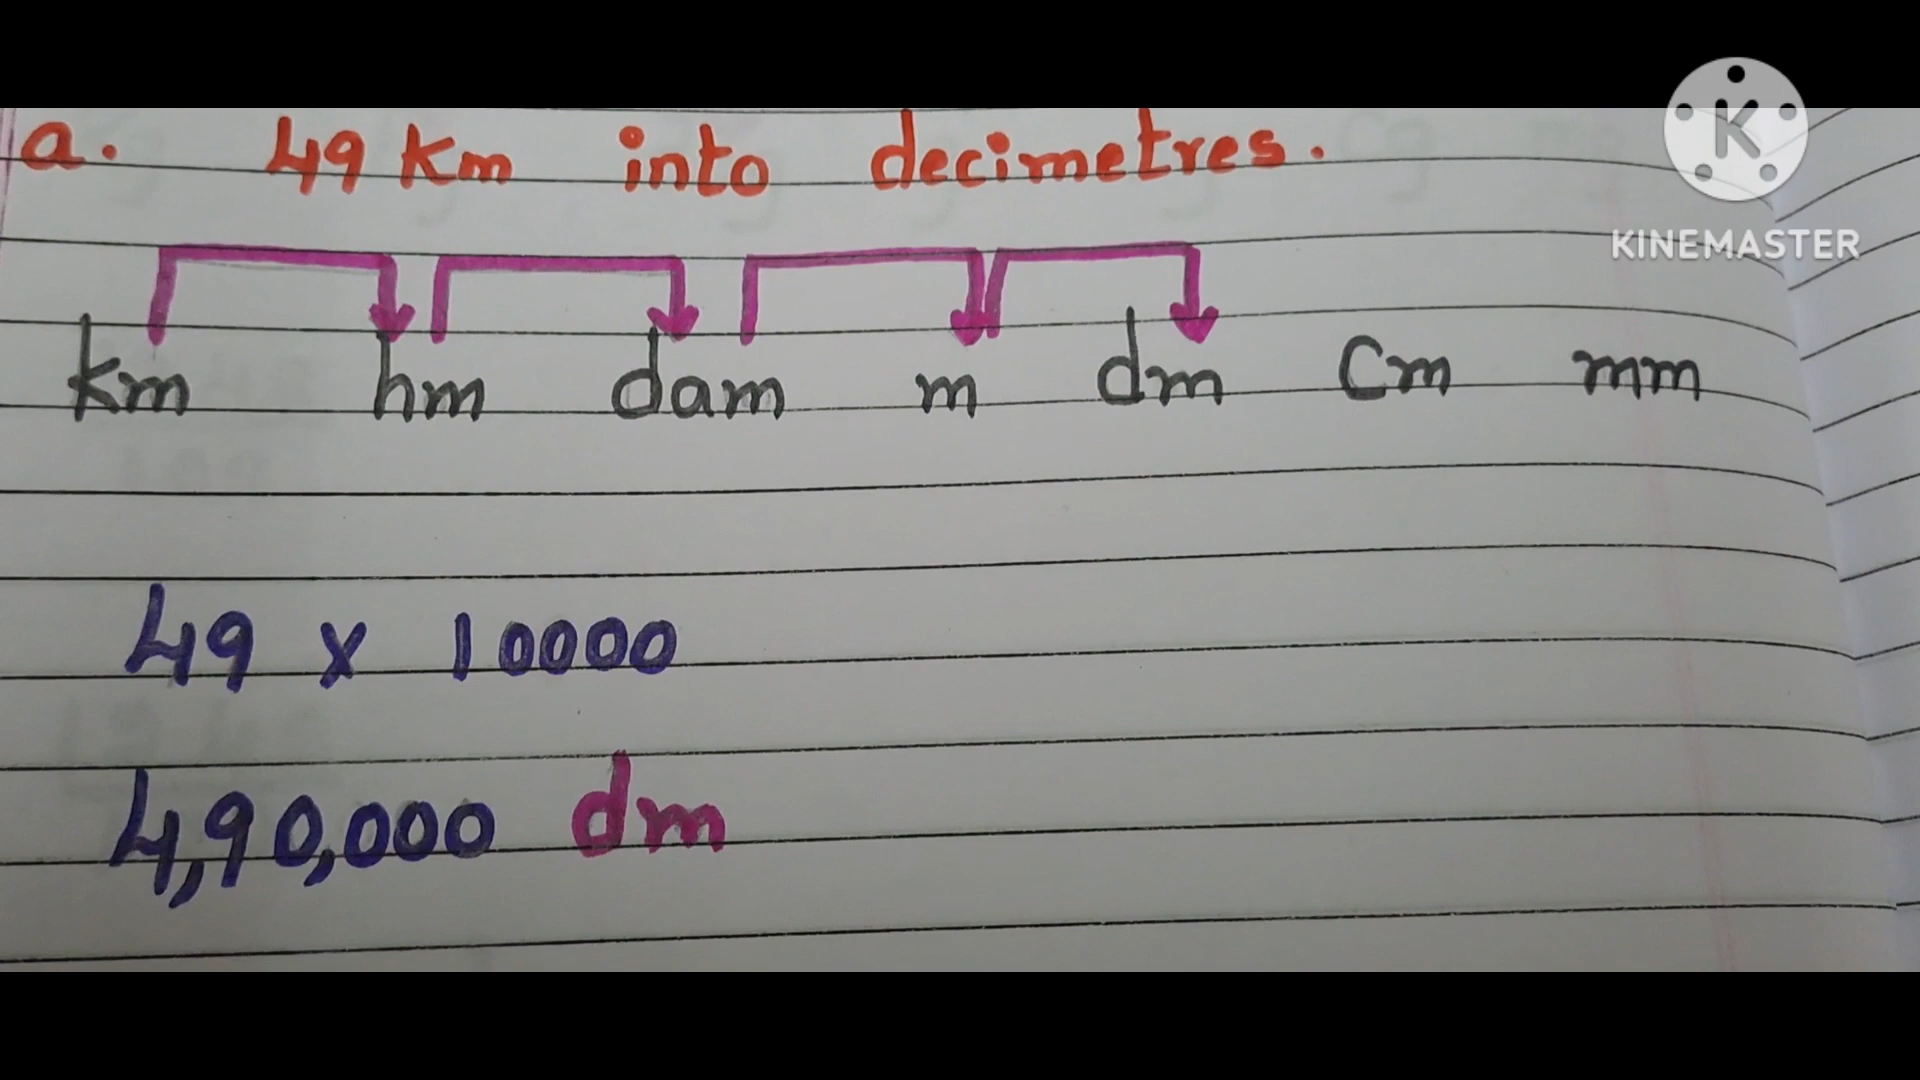 a. 49 Km into decimetres.
K
KINEMASTER
km hm dam m dm Cm mm
49 x 10000
4,90,000 dm